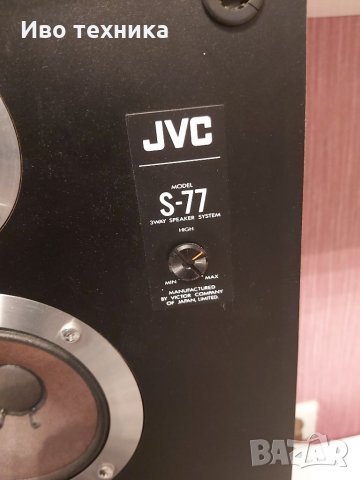 Иво техника
JVC
MODEL
S-77
3WAY SPEAKER SYSTEM
HIGH
MIN MAX
MANUFACTURED
BY VICTOR COMPANY
OF JAPAN, LIMITED.
BAZAR